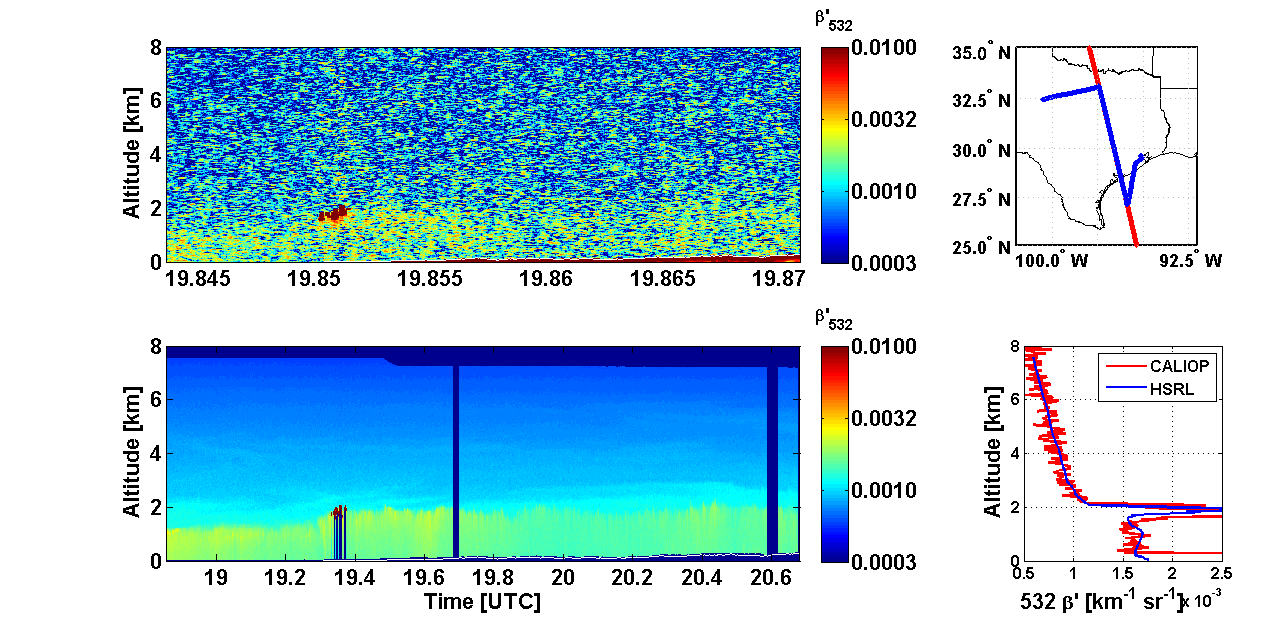 β'532
8
6
4
2
0
Altitude [km]
19.845 19.85 19.855 19.86 19.865 19.87
0.0100
0.0032
0.0010
0.0003
35.0° N
32.5° N
30.0° N
27.5° N
25.0° N
100.0° W 92.5° W
β'532
8
6
4
2
0
Altitude [km]
19 19.2 19.4 19.6 19.8 20 20.2 20.4 20.6
Time [UTC]
0.0100
0.0032
0.0010
0.0003
8
6
4
2
0
Altitude [km]
CALIOP
HSRL
0.5 1 1.5 2 2.5
532 β' [km-1 sr-1] x 10-3